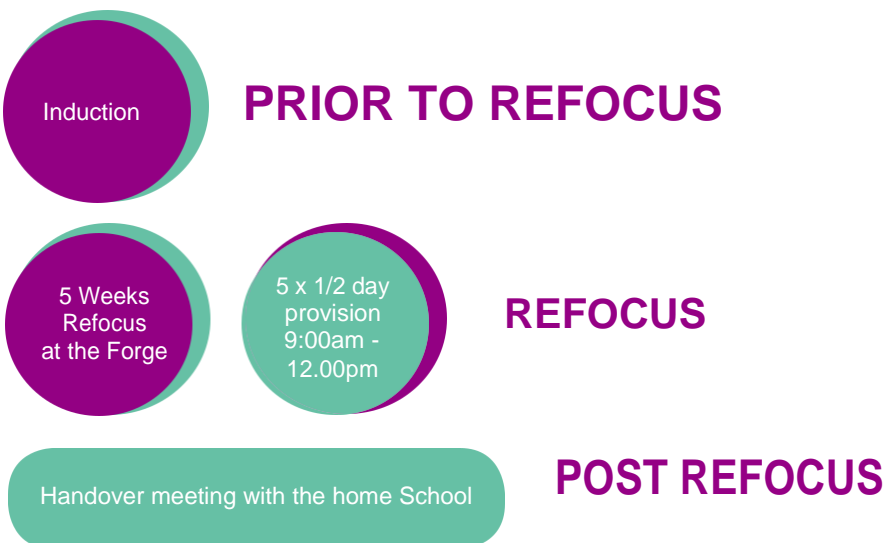 Induction
PRIOR TO REFOCUS
5 Weeks
Refocus
at the Forge
5 x 1/2 day
provision
9:00am -
12.00pm
REFOCUS
Handover meeting with the home School
POST REFOCUS